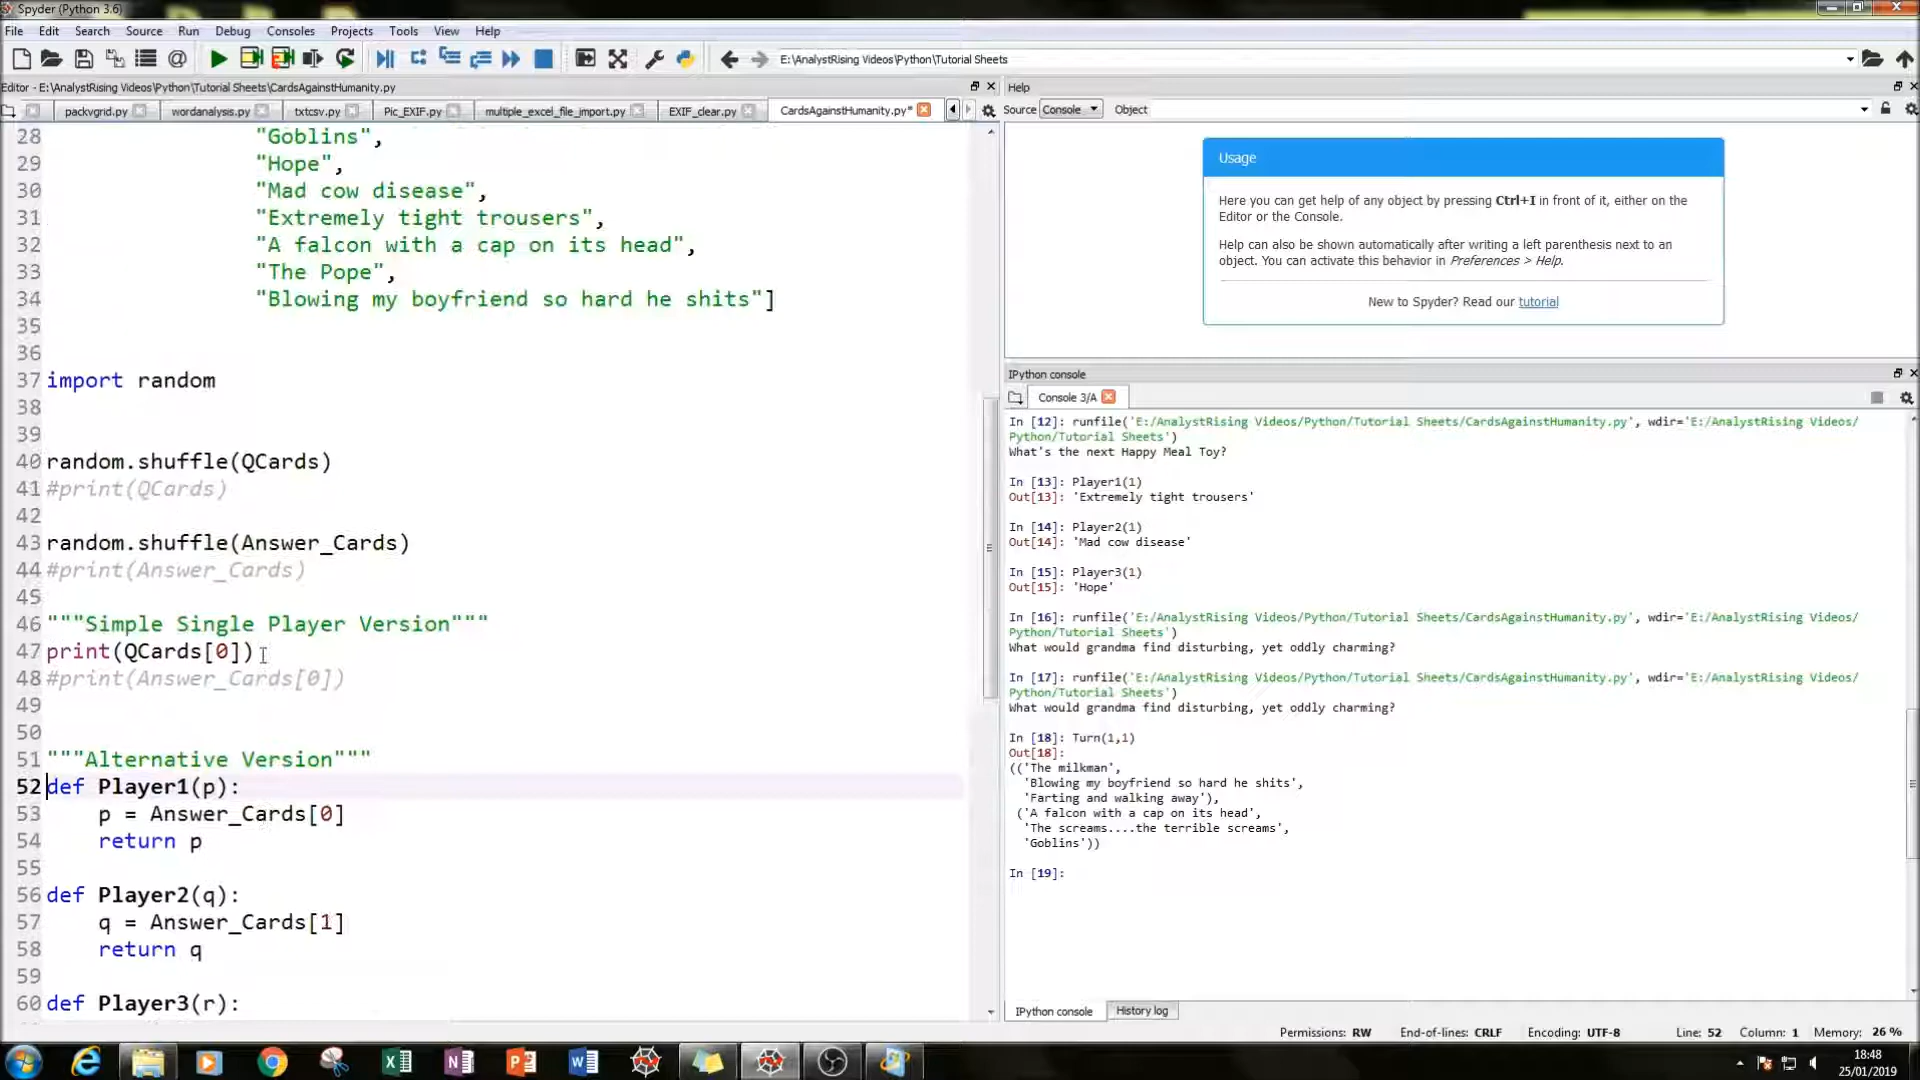 Spyder (Python 3.6)
File Edit Search Source Run Debug Consoles Projects Tools View Help
E:\AnalystRising Videos\Python\Tutorial Sheets
Editor - E:\AnalystRising Videos\Python\Tutorial Sheets\CardsAgainstHumanity.py
packvgrid.py wordanalysis.py txtcsv.py Pic_EXIF.py multiple_excel_file_import.py EXIF_clear.py CardsAgainstHumanity.py*
28 "Goblins",
29 "Hope",
30 "Mad cow disease",
31 "Extremely tight trousers",
32 "A falcon with a cap on its head",
33 "The Pope",
34 "Blowing my boyfriend so hard he shits"]
35
36
37 import random
38
39
40 random.shuffle(QCards)
41 #print(QCards)
42
43 random.shuffle(Answer_Cards)
44 #print(Answer_Cards)
45
46 """Simple Single Player Version"""
47 print(QCards[0])
48 #print(Answer_Cards[0])
49
50
51 """Alternative Version"""
52 def Player1(p):
53 p = Answer_Cards[0]
54 return p
55
56 def Player2(q):
57 q = Answer_Cards[1]
58 return q
59
60 def Player3(r):
Help
Source Console Object
Usage
Here you can get help of any object by pressing Ctrl+I in front of it, either on the
Editor or the Console.
Help can also be shown automatically after writing a left parenthesis next to an
object. You can activate this behavior in Preferences > Help.
New to Spyder? Read our tutorial
IPython console
Console 3/A
In [12]: runfile('E:/AnalystRising Videos/Python/Tutorial Sheets/CardsAgainstHumanity.py', wdir='E:/AnalystRising Videos/
Python/Tutorial Sheets')
What's the next Happy Meal Toy?
In [13]: Player1(1)
Out[13]: 'Extremely tight trousers'
In [14]: Player2(1)
Out[14]: 'Mad cow disease'
In [15]: Player3(1)
Out[15]: 'Hope'
In [16]: runfile('E:/AnalystRising Videos/Python/Tutorial Sheets/CardsAgainstHumanity.py', wdir='E:/AnalystRising Videos/
Python/Tutorial Sheets')
What would grandma find disturbing, yet oddly charming?
In [17]: runfile('E:/AnalystRising Videos/Python/Tutorial Sheets/CardsAgainstHumanity.py', wdir='E:/AnalystRising Videos/
Python/Tutorial Sheets')
What would grandma find disturbing, yet oddly charming?
In [18]: Turn(1,1)
Out[18]:
(('The milkman',
'Blowing my boyfriend so hard he shits',
'Farting and walking away'),
('A falcon with a cap on its head',
'The screams....the terrible screams',
'Goblins'))
In [19]:
IPython console History log
Permissions: RW End-of-lines: CRLF Encoding: UTF-8 Line: 52 Column: 1 Memory: 26 %
18:48
25/01/2019